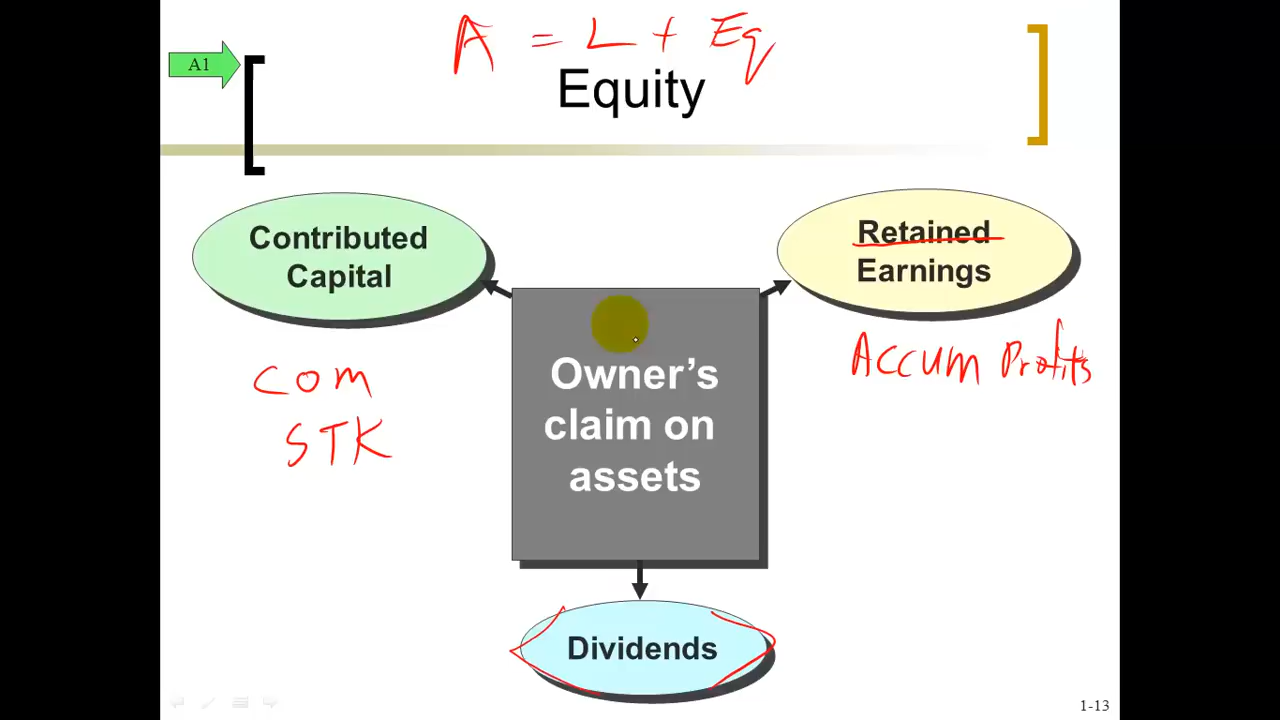 A = L + Eq
A1
Equity
Contributed
Capital
Retained
Earnings
Owner's
claim on
assets
COM
STK
ACCUM Profits
Dividends
1-13